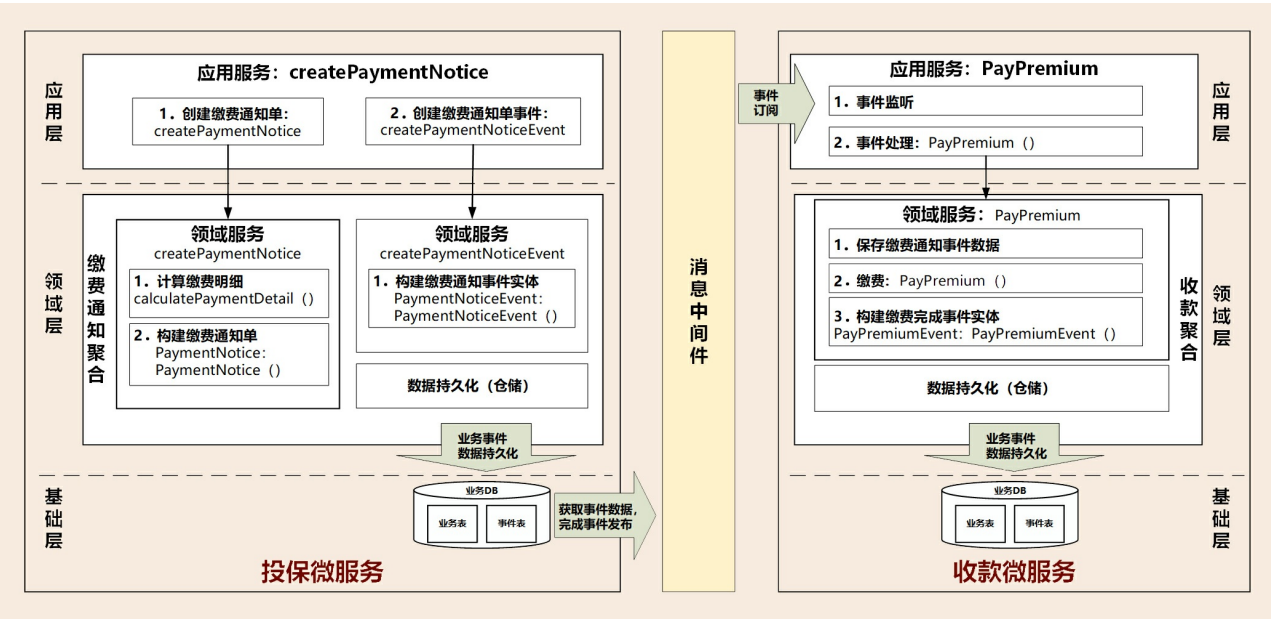 应用层
应用服务：createPaymentNotice
1．创建缴费通知单：
createPaymentNotice
2．创建缴费通知单事件：
createPaymentNoticeEvent
领域层
缴费通知聚合
领域服务
createPaymentNotice
1．计算缴费明细
calculatePaymentDetail（）
2．构建缴费通知单
PaymentNotice：
PaymentNotice（）
领域服务
createPaymentNoticeEvent
1．构建缴费通知事件实体
PaymentNoticeEvent：
PaymentNoticeEvent（）
数据持久化（仓储）
业务事件
数据持久化
基础层
业务DB
业务表
事件表
获取事件数据，
完成事件发布
投保微服务
消息中间件
事件
订阅
应用服务：PayPremium
1．事件监听
2．事件处理：PayPremium（）
应用层
领域服务：PayPremium
1．保存缴费通知事件数据
2．缴费：PayPremium（）
3．构建缴费完成事件实体
PayPremiumEvent：PayPremiumEvent（）
收款聚合
领域层
数据持久化（仓储）
业务事件
数据持久化
业务DB
业务表
事件表
基础层
收款微服务